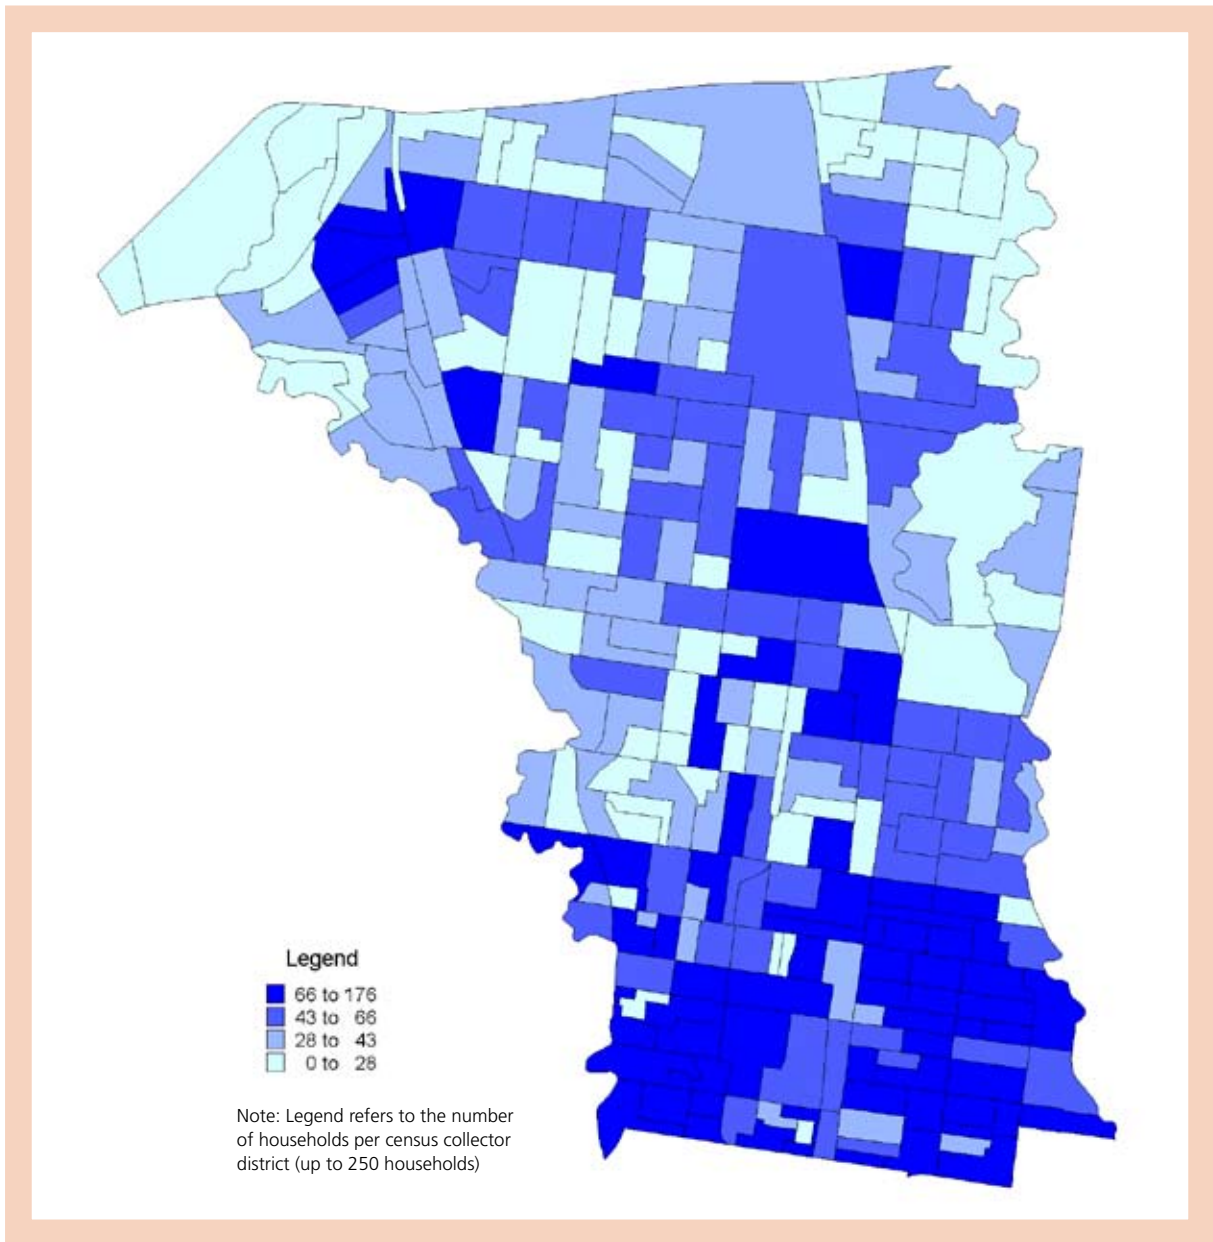 Legend
66 to 176
43 to 66
28 to 43
0 to 28
Note: Legend refers to the number
of households per census collector
district (up to 250 households)